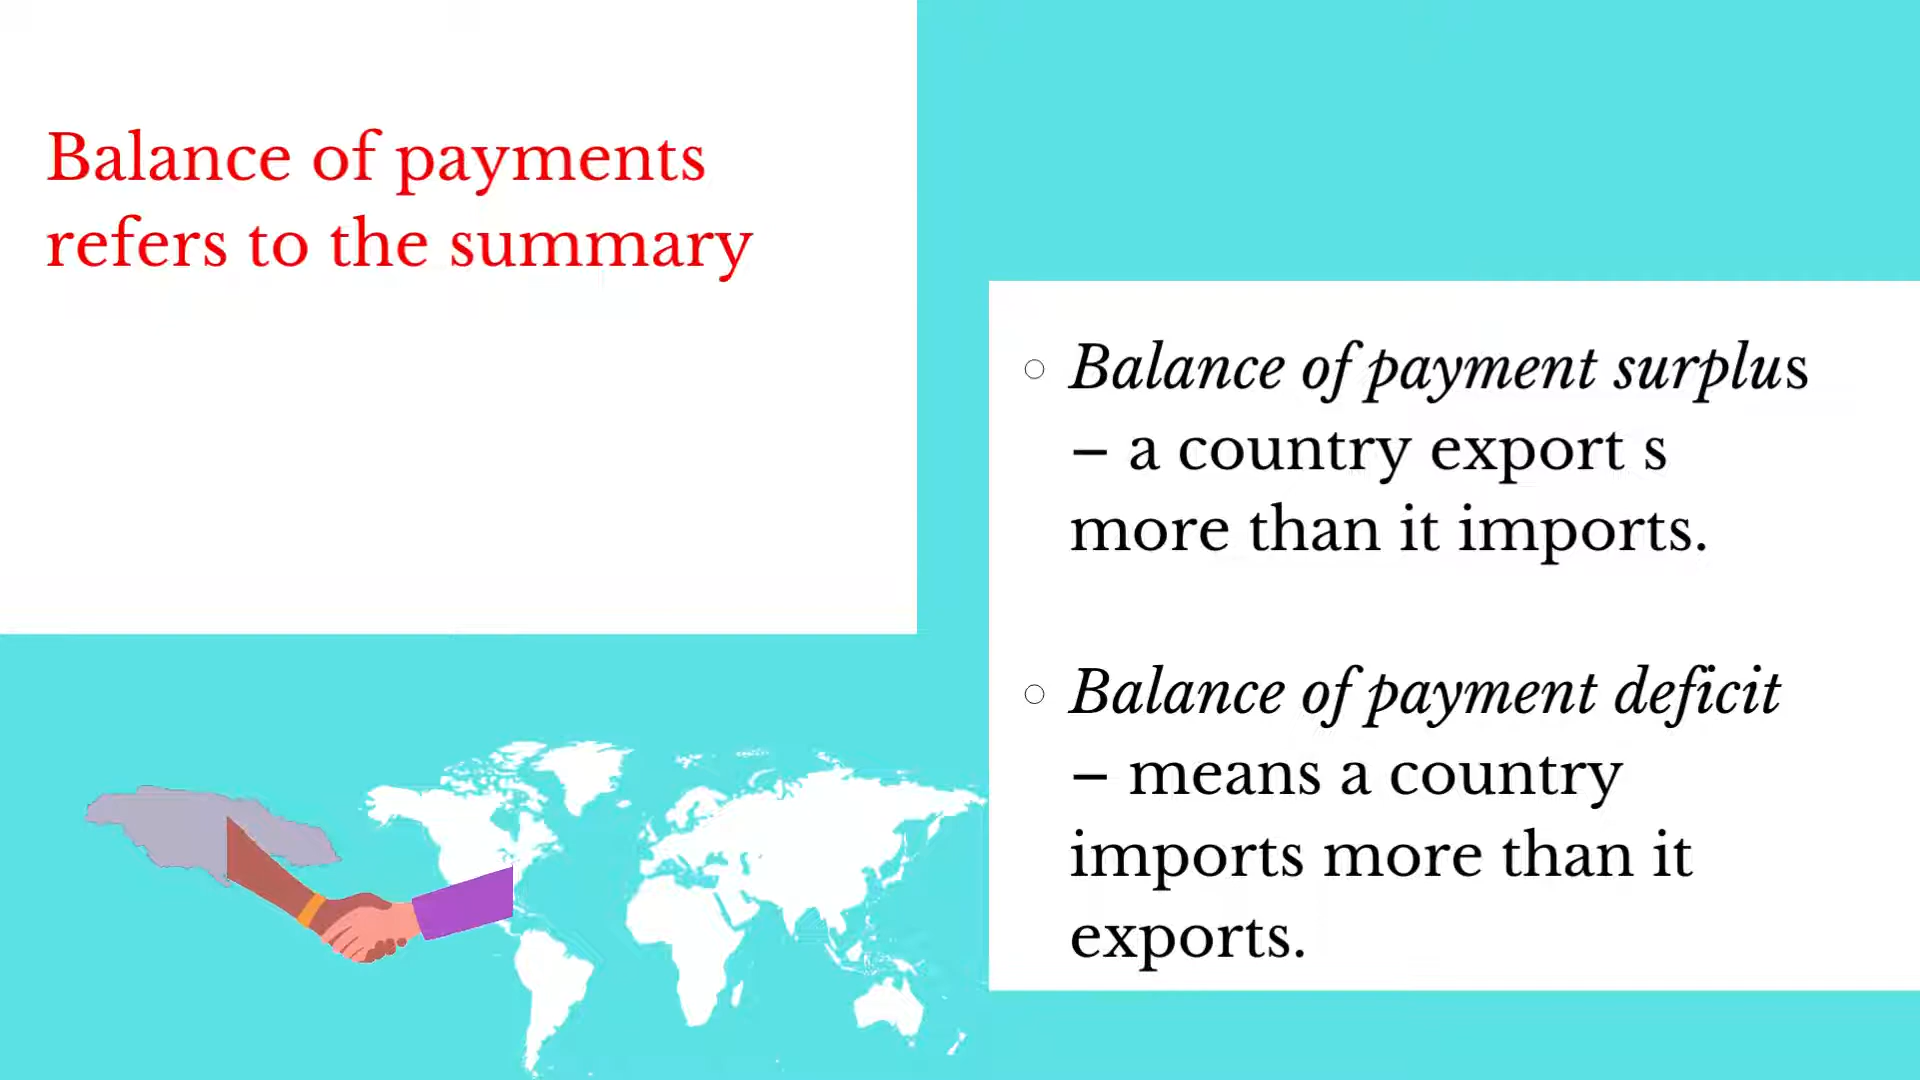 Balance of payments
refers to the summary
Balance of payment surplus
– a country export s
more than it imports.
Balance of payment deficit
– means a country
imports more than it
exports.